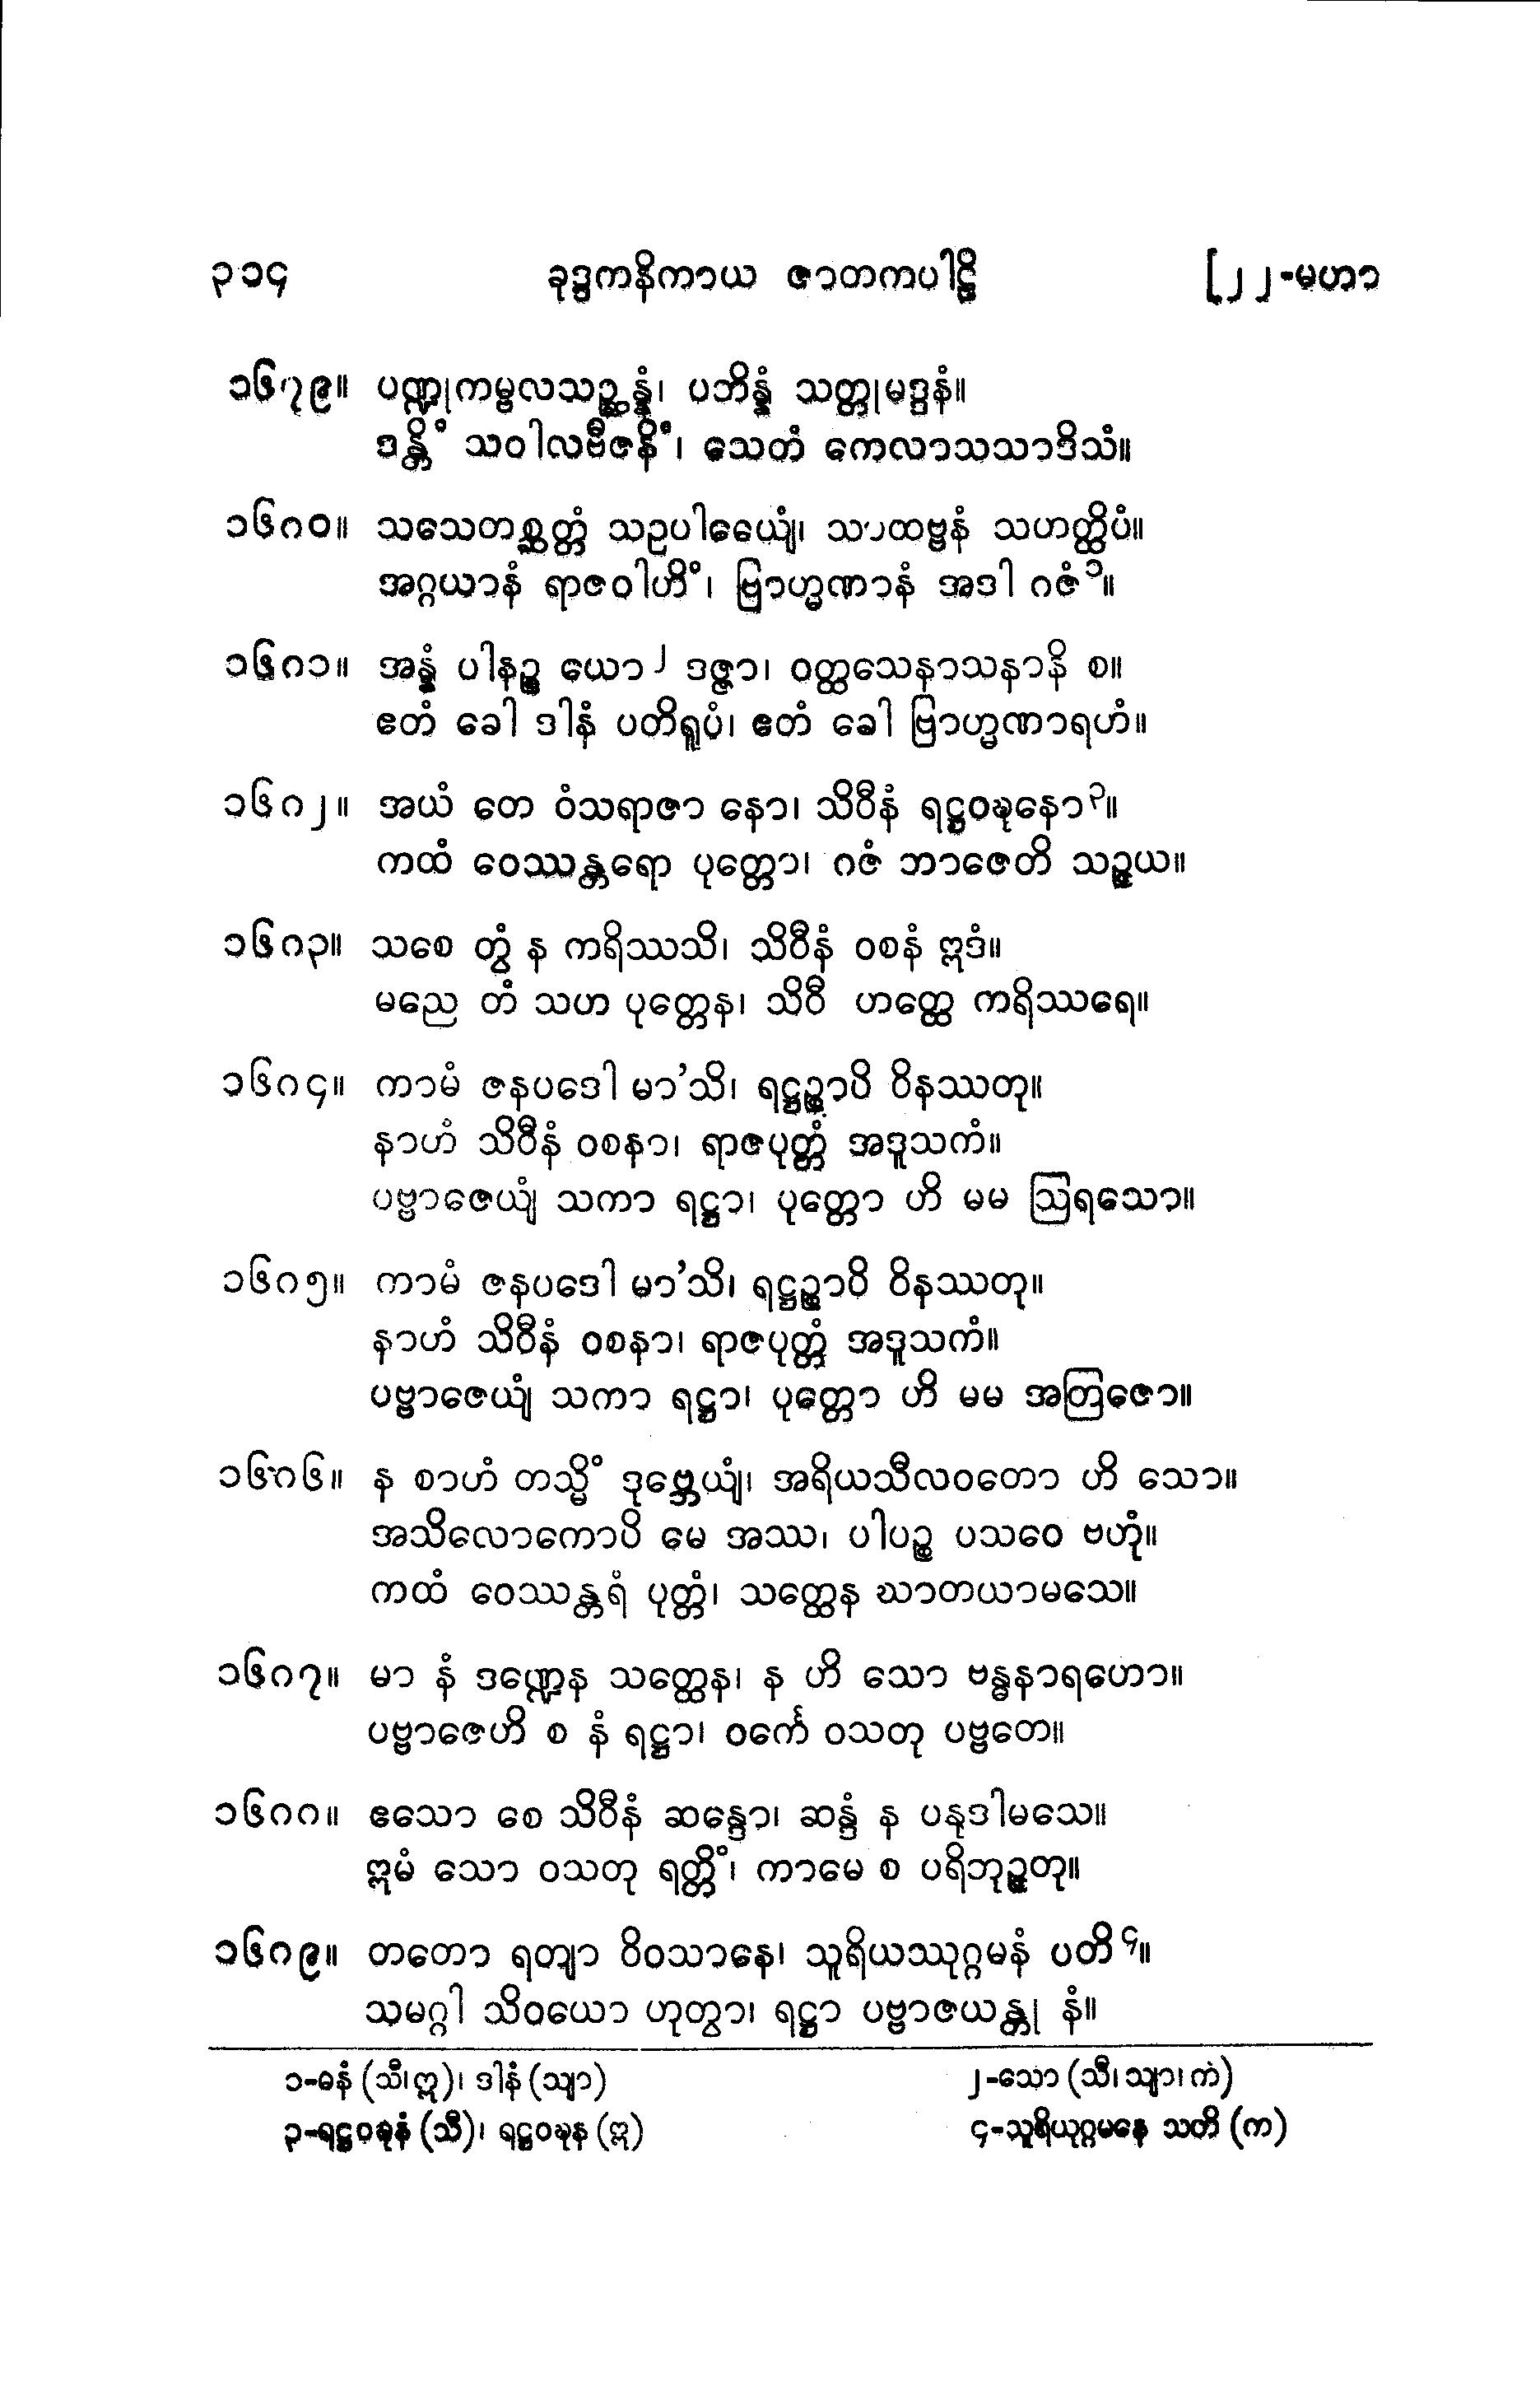 ၃၁၄ ခုဒ္ဒကနိကာယ ဇာတကပါဠိ [၂၂-မဟာ
၁၆၇၉။ ပဏ္ဍုကမ္ဗလသဉ္ဆန္နံ၊ ပဘိန္နံ သတ္တုမဒ္ဒနံ။
ဒန္တိံ သဝါလဗီဇနိံ၊ သေတံ ကေလာသသာဒိသံ။
၁၆၈၀။ သသေတစ္ဆတ္တံ သဥပါဓေယျံ၊ သာထဗ္ဗနံ သဟတ္ထိပံ။
အဂ္ဂယာနံ ရာဇဝါဟိံ၊ ဗြာဟ္မဏာနံ အဒါ ဂဇံ၁။
၁၆၈၁။ အန္နံ ပါနဉ္စ ယော၂ ဒဇ္ဇာ၊ ဝတ္ထသေနာသနာနိ စ။
ဧတံ ခေါ ဒါနံ ပတိရူပံ၊ ဧတံ ခေါ ဗြာဟ္မဏာရဟံ။
၁၆၈၂။ အယံ တေ ဝံသရာဇာ နော၊ သိဝီနံ ရဋ္ဌဝဍ္ဎနော၃။
ကထံ ဝေဿန္တရော ပုတ္တော၊ ဂဇံ ဘာဇေတိ သဉ္ဇယ။
၁၆၈၃။ သစေ တွံ န ကရိဿသိ၊ သိဝီနံ ဝစနံ ဣဒံ။
မညေ တံ သဟ ပုတ္တေန၊ သိဝီ ဟတ္ထေ ကရိဿရေ။
၁၆၈၄။ ကာမံ ဇနပဒေါ မာ’သိ၊ ရဋ္ဌဉ္စာပိ ဝိနဿတု။
နာဟံ သိဝီနံ ဝစနာ၊ ရာဇပုတ္တံ အဒူသကံ။
ပဗ္ဗာဇေယျံ သကာ ရဋ္ဌာ၊ ပုတ္တော ဟိ မမ ဩရသော။
၁၆၈၅။ ကာမံ ဇနပဒေါ မာ’သိ၊ ရဋ္ဌဉ္စာပိ ဝိနဿတု။
နာဟံ သိဝီနံ ဝစနာ၊ ရာဇပုတ္တံ အဒူသကံ။
ပဗ္ဗာဇေယျံ သကာ ရဋ္ဌာ၊ ပုတ္တော ဟိ မမ အတြဇော။
၁၆၈၆။ န စာဟံ တသ္မိံ ဒုဗ္ဘေယျံ၊ အရိယသီလဝတော ဟိ သော။
အသိလောကောပိ မေ အဿ၊ ပါပဉ္စ ပသဝေ ဗဟုံ။
ကထံ ဝေဿန္တရံ ပုတ္တံ၊ သတ္ထေန ဃာတယာမသေ။
၁၆၈၇။ မာ နံ ဒဏ္ဍေန သတ္ထေန၊ န ဟိ သော ဗန္ဓနာရဟော။
ပဗ္ဗာဇေဟိ စ နံ ရဋ္ဌာ၊ ဝင်္ကေ ဝသတု ပဗ္ဗတေ။
၁၆၈၈။ ဧသော စေ သိဝီနံ ဆန္ဒော၊ ဆန္ဒံ န ပနုဒါမသေ။
ဣမံ သော ဝသတု ရတ္တိံ၊ ကာမေ စ ပရိဘုဉ္ဇတု။
၁၆၈၉။ တတော ရတျာ ဝိဝသာနေ၊ သူရိယဿုဂ္ဂမနံ ပတိ၄။
သမဂ္ဂါ သိဝယော ဟုတွာ၊ ရဋ္ဌာ ပဗ္ဗာဇယန္တု နံ။
၁-ဓနံ (သီ၊ ဣ)၊ ဒါနံ (သျာ) ၂-သော (သီ၊ သျာ၊ ကံ)
၃-ရဋ္ဌဝဍ္ဎနံ (သီ)၊ ရဋ္ဌဝဍ္ဎန (ဣ) ၄-သူရိယုဂ္ဂမနေ သတိ (က)